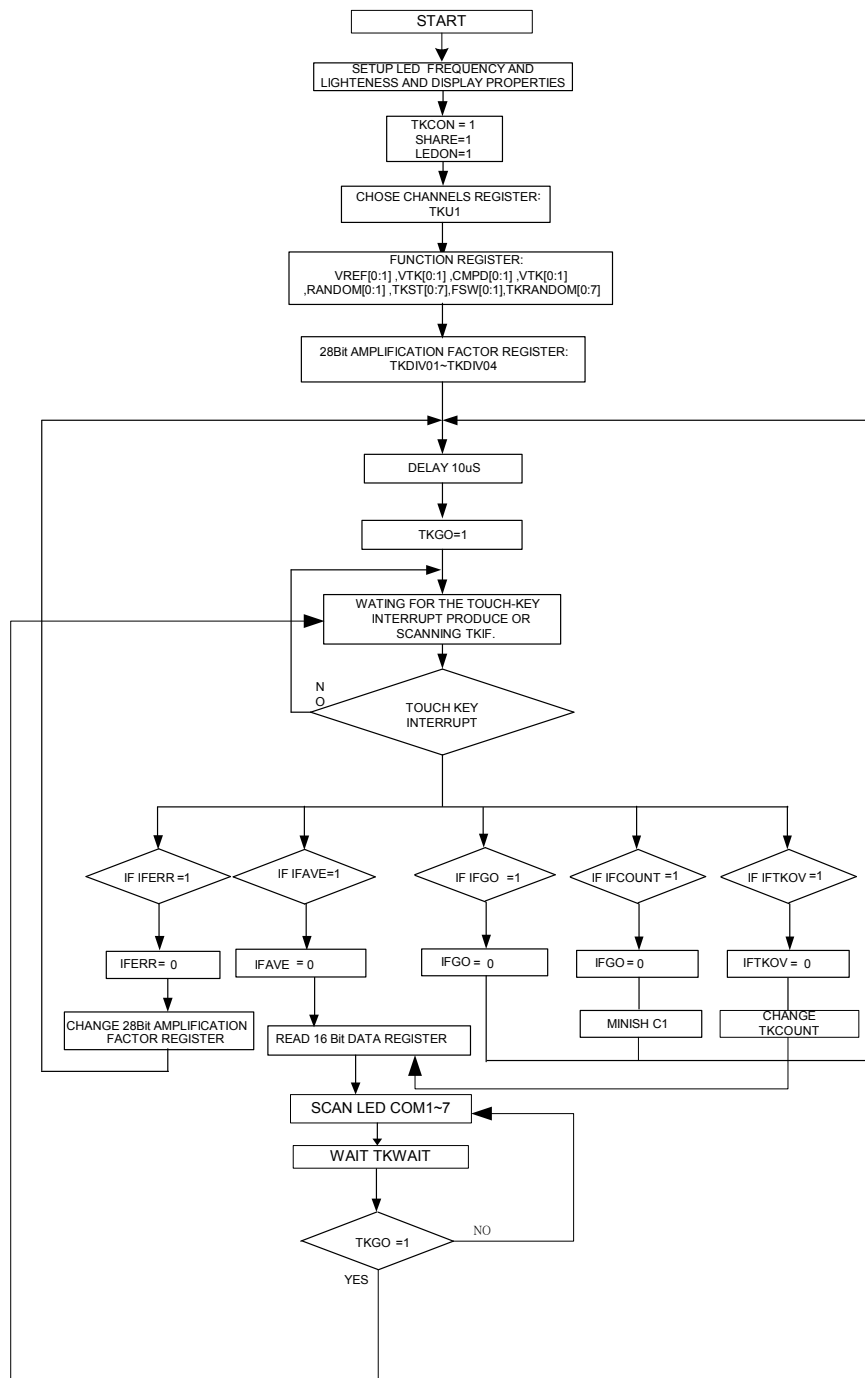 START
SETUP LED FREQUENCY AND
LIGHTENESS AND DISPLAY PROPERTIES
TKCON = 1
SHARE=1
LEDON=1
CHOSE CHANNELS REGISTER:
TKU1
FUNCTION REGISTER:
VREF[0:1] ,VTK[0:1] ,CMPD[0:1] ,VTK[0:1]
,RANDOM[0:1] ,TKST[0:7],FSW[0:1],TKRANDOM[0:7]
28Bit AMPLIFICATION FACTOR REGISTER:
TKDIV01~TKDIV04
DELAY 10uS
TKGO=1
WATING FOR THE TOUCH-KEY
INTERRUPT PRODUCE OR
SCANNING TKIF.
N
O
TOUCH KEY
INTERRUPT
IF IFERR =1
IF IFAVE=1
IF IFGO =1
IF IFCOUNT =1
IF IFTKOV =1
IFERR= 0
IFAVE = 0
IFGO = 0
IFGO = 0
IFTKOV = 0
CHANGE 28Bit AMPLIFICATION
FACTOR REGISTER
READ 16 Bit DATA REGISTER
MINISH C1
CHANGE
TKCOUNT
SCAN LED COM1~7
WAIT TKWAIT
TKGO =1
NO
YES